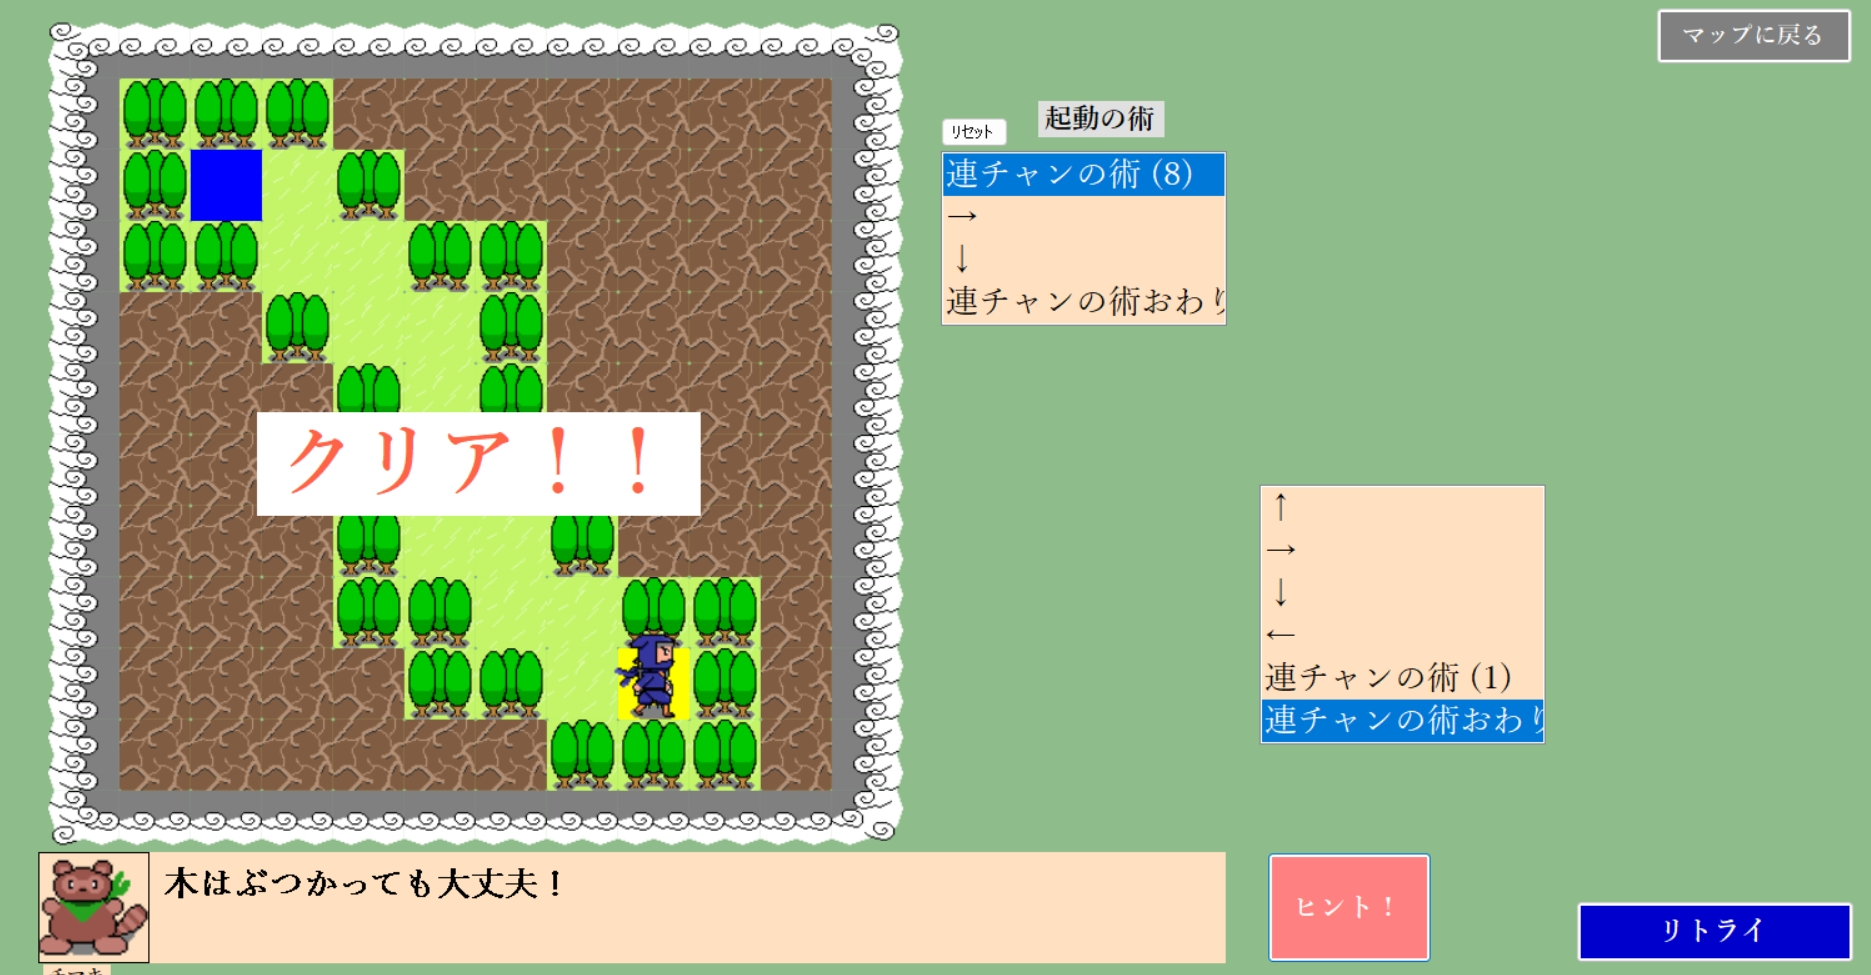 マップに戻る
起動の術
リセット
連チャンの術 (8)
→
↓
連チャンの術おわり
クリア！！
↑
→
↓
←
連チャンの術 (1)
連チャンの術おわり
木はぶつかっても大丈夫！
ヒント！
リトライ